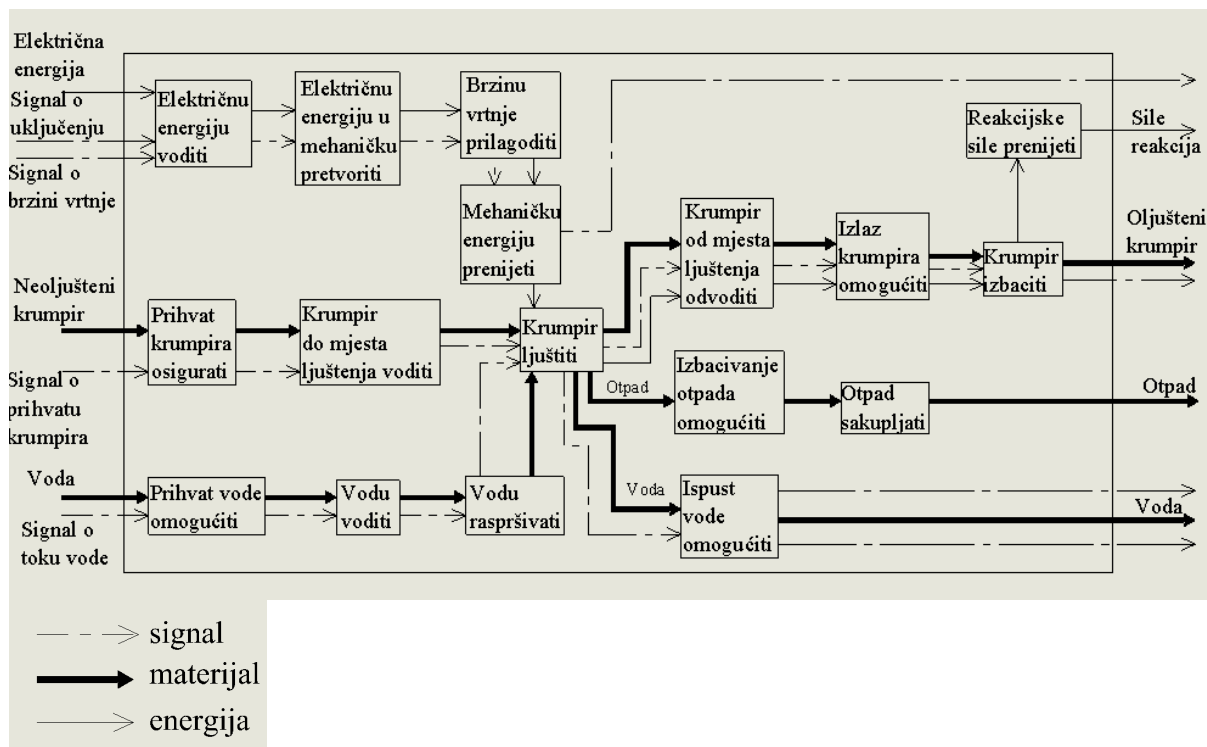 Električna
energija
Signal o
uključenju
Signal o
brzini vrtnje
Električnu
energiju
voditi
Električnu
energiju u
mehaničku
pretvoriti
Brzinu
vrtnje
prilagoditi
Mehaničku
energiju
prenijeti
Reakcijske
sile prenijeti
Sile
reakcija
Neoljušteni
krumpir
Signal o
prihvatu
krumpira
Prihvat
krumpira
osigurati
Krumpir
do mjesta
ljuštenja voditi
Krumpir
ljuštiti
Krumpir
od mjesta
ljuštenja
odvoditi
Izlaz
krumpira
omogućiti
Krumpir
izbaciti
Oljušteni
krumpir
Otpad
Izbacivanje
otpada
omogućiti
Otpad
sakupljati
Otpad
Voda
Signal o
toku vode
Prihvat vode
omogućiti
Vodu
voditi
Vodu
raspršivati
Voda
Ispust
vode
omogućiti
Voda
signal
materijal
energija